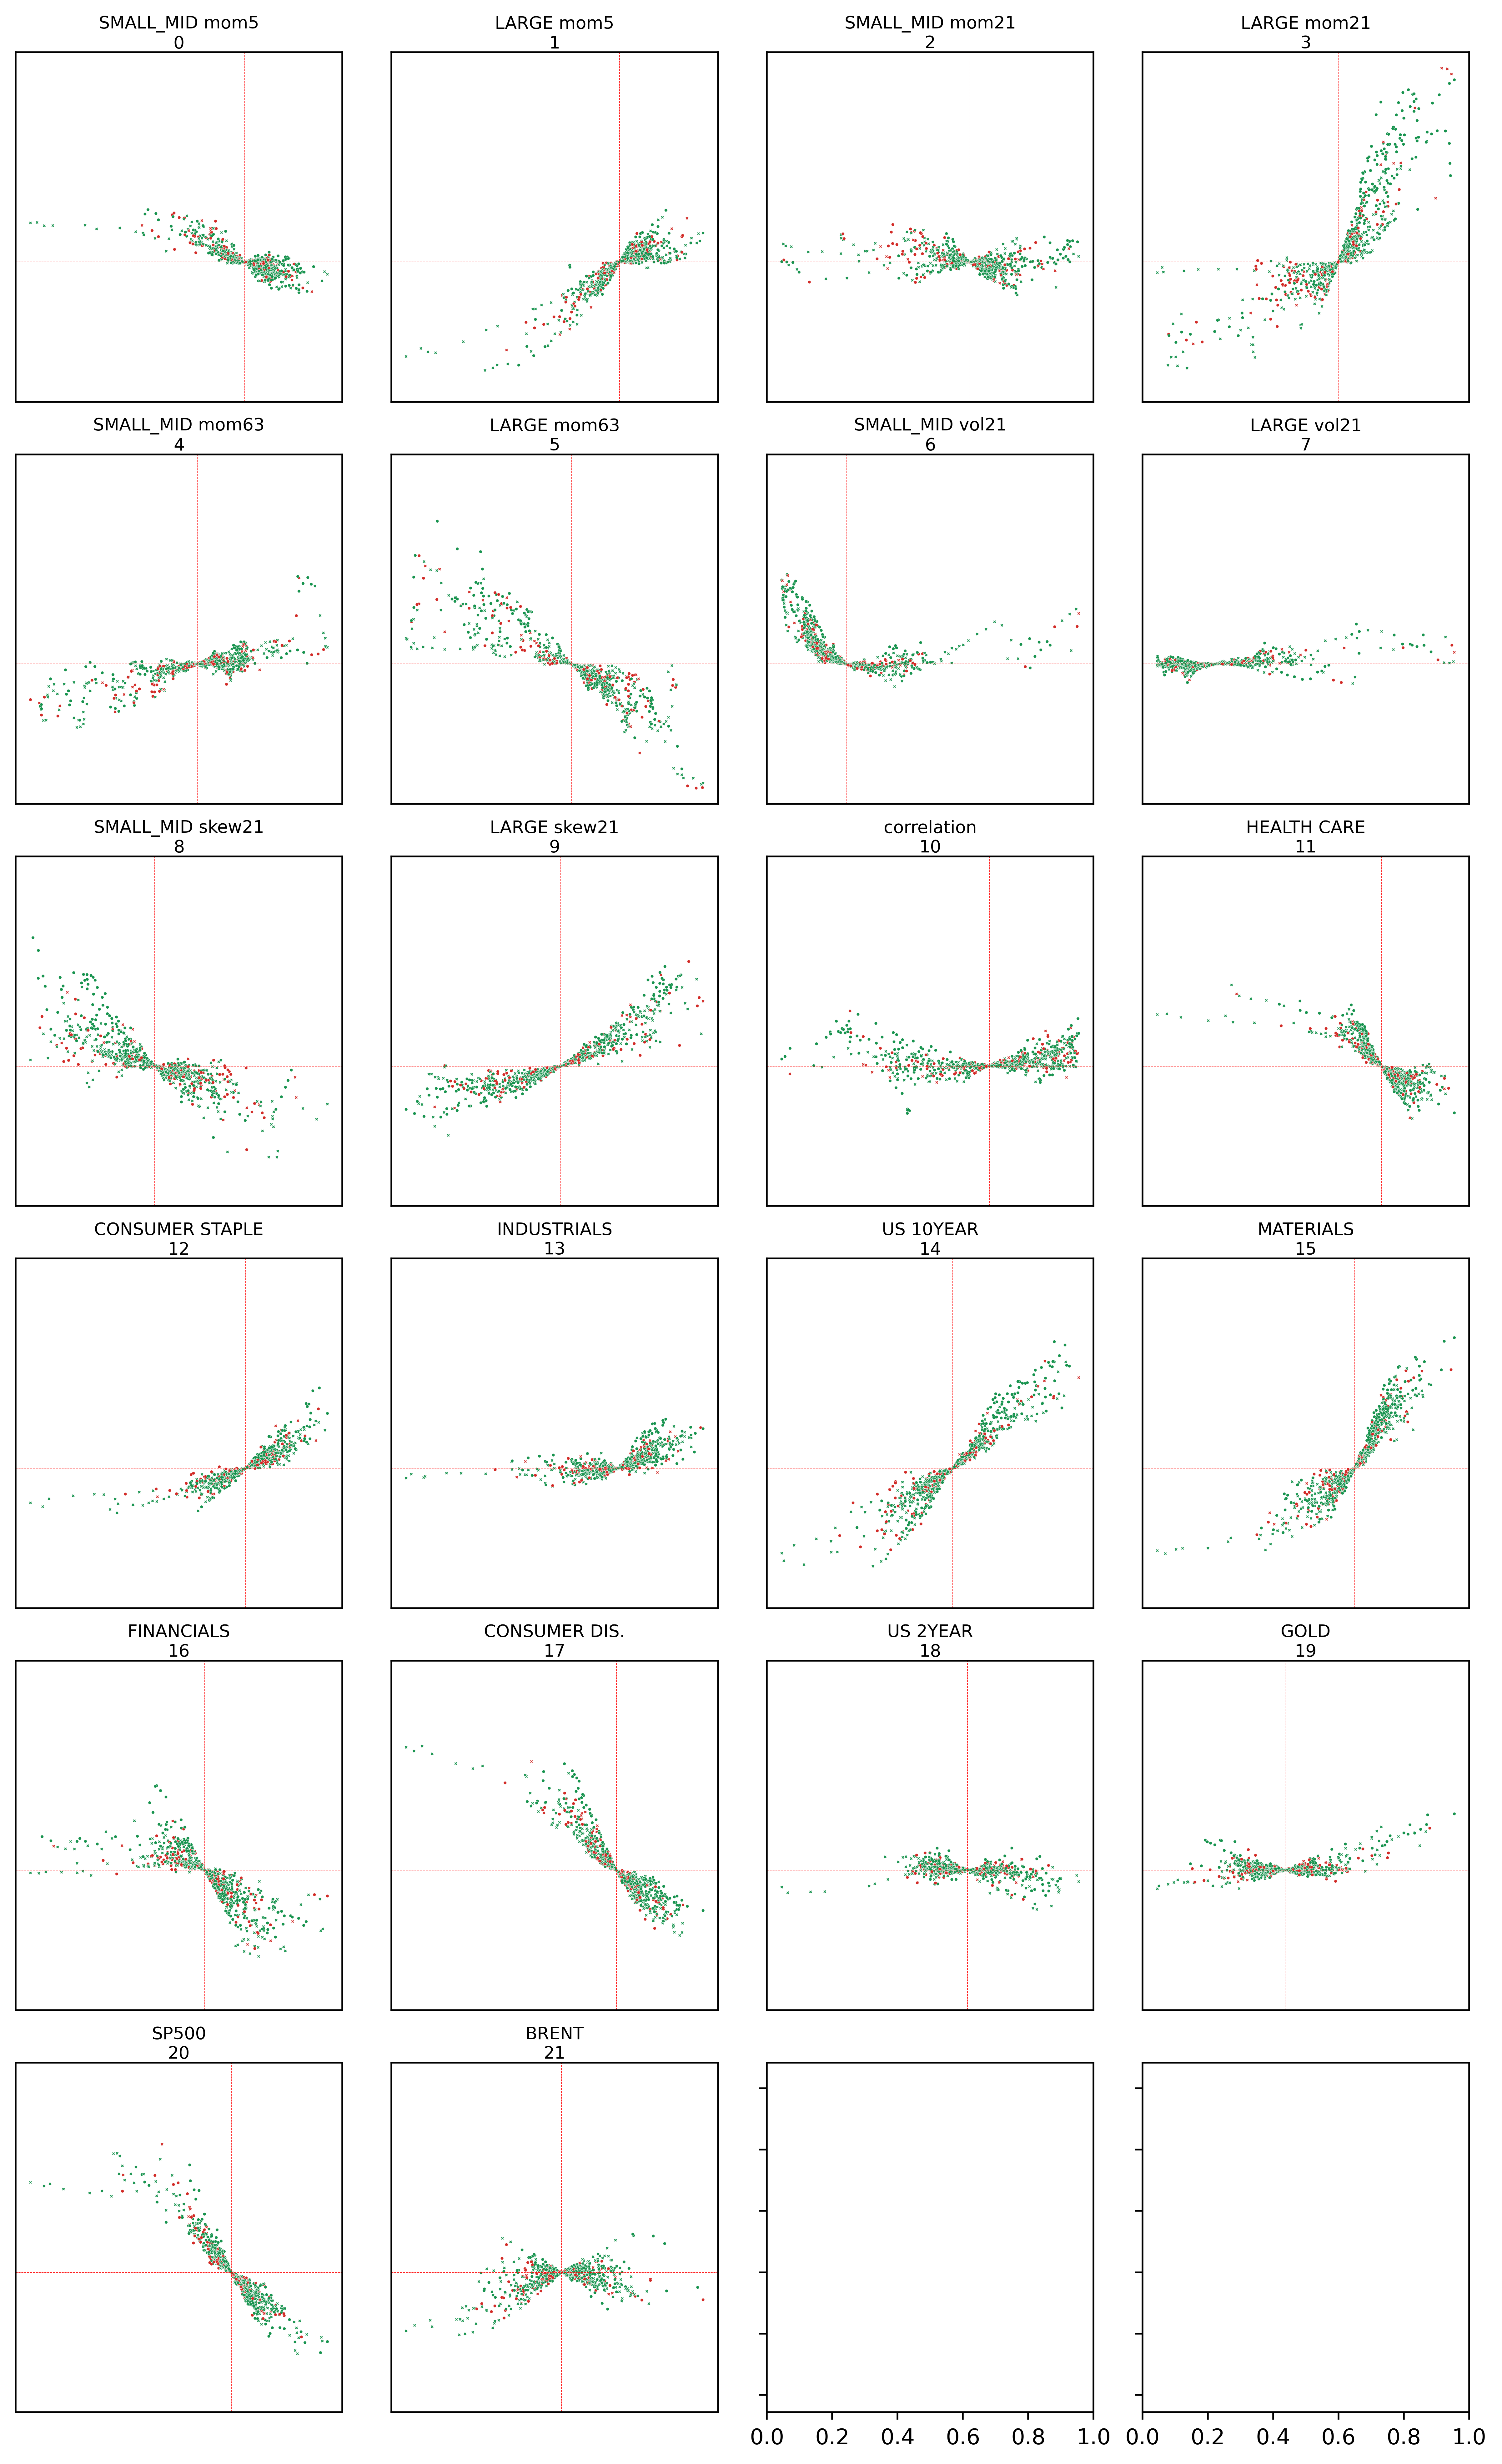 SMALL_MID mom5
0
LARGE mom5
1
SMALL_MID mom21
2
LARGE mom21
3
SMALL_MID mom63
4
LARGE mom63
5
SMALL_MID vol21
6
LARGE vol21
7
SMALL_MID skew21
8
LARGE skew21
9
correlation
10
HEALTH CARE
11
CONSUMER STAPLE
12
INDUSTRIALS
13
US 10YEAR
14
MATERIALS
15
FINANCIALS
16
CONSUMER DIS.
17
US 2YEAR
18
GOLD
19
SP500
20
BRENT
21
0.0 0.2 0.4 0.6 0.8 1.0
0.0 0.2 0.4 0.6 0.8 1.0